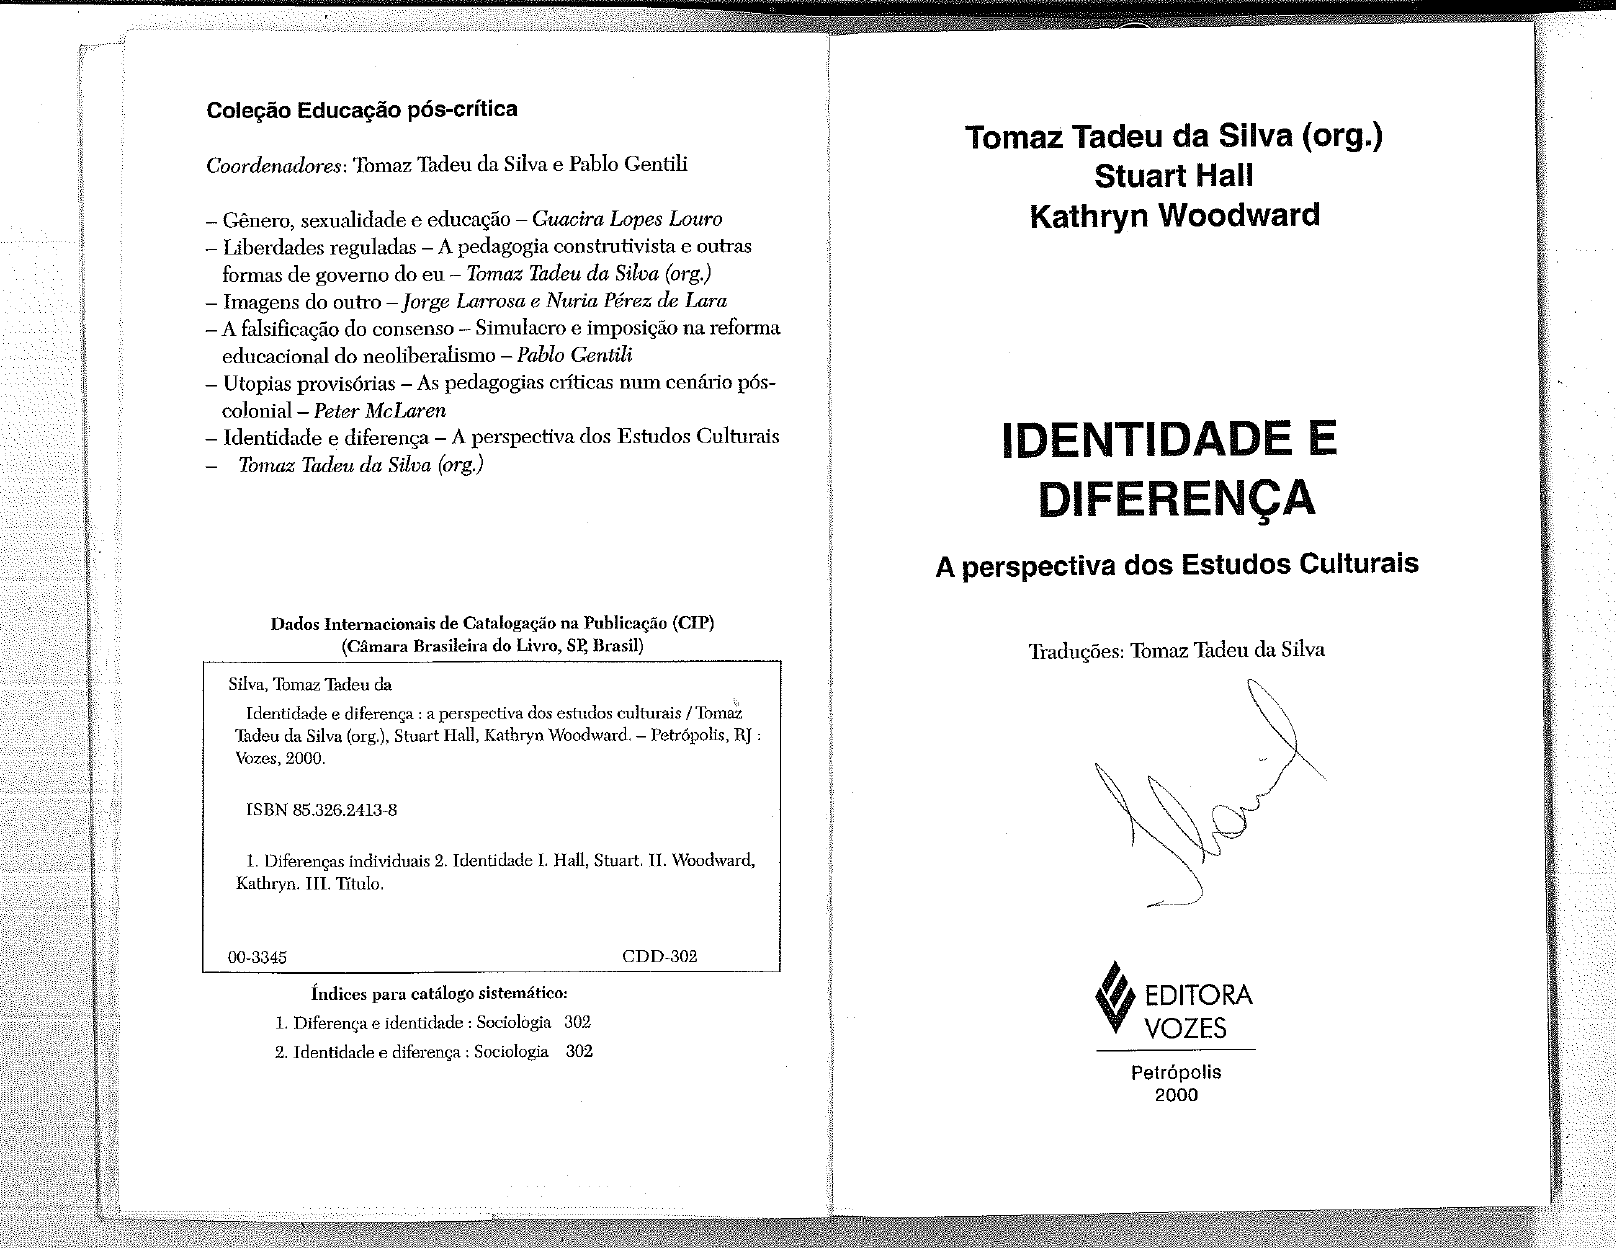 Coleção Educação pós-crítica
Coordenadores: Tomaz Tadeu da Silva e Pablo Gentili
– Gênero, sexualidade e educação – Guacira Lopes Louro
– Liberdades reguladas – A pedagogia construtivista e outras
formas de governo do eu – Tomaz Tadeu da Silva (org.)
– Imagens do outro – Jorge Larrosa e Nuria Pérez de Lara
– A falsificação do consenso – Simulacro e imposição na reforma
educacional do neoliberalismo – Pablo Gentili
– Utopias provisórias – As pedagogias críticas num cenário pós-
colonial – Peter McLaren
– Identidade e diferença – A perspectiva dos Estudos Culturais
– Tomaz Tadeu da Silva (org.)
Dados Internacionais de Catalogação na Publicação (CIP)
(Câmara Brasileira do Livro, SP, Brasil)
Silva, Tomaz Tadeu da
Identidade e diferença : a perspectiva dos estudos culturais / Tomaz
Tadeu da Silva (org.), Stuart Hall, Kathryn Woodward. – Petrópolis, RJ :
Vozes, 2000.
ISBN 85.326.2413-8
1. Diferenças individuais 2. Identidade I. Hall, Stuart. II. Woodward,
Kathryn. III. Título.
00-3345 CDD-302
Índices para catálogo sistemático:
1. Diferença e identidade : Sociologia 302
2. Identidade e diferença : Sociologia 302
Tomaz Tadeu da Silva (org.)
Stuart Hall
Kathryn Woodward
IDENTIDADE E
DIFERENÇA
A perspectiva dos Estudos Culturais
Traduções: Tomaz Tadeu da Silva
EDITORA
VOZES
Petrópolis
2000